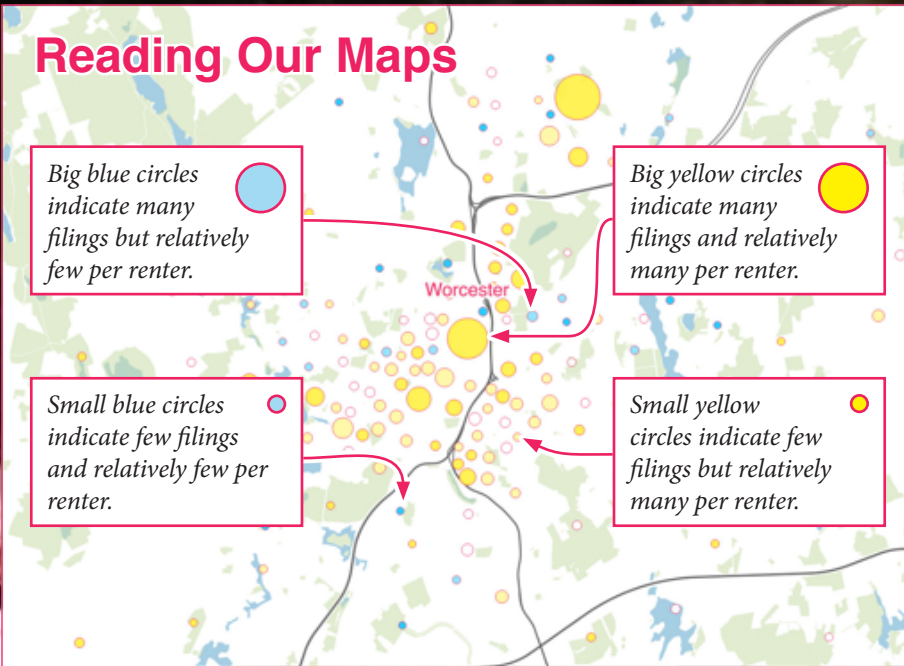 Reading Our Maps
Big blue circles
indicate many
filings but relatively
few per renter.
Big yellow circles
indicate many
filings and relatively
many per renter.
Worcester
Small blue circles
indicate few filings
and relatively few per
renter.
Small yellow
circles indicate few
filings but relatively
many per renter.